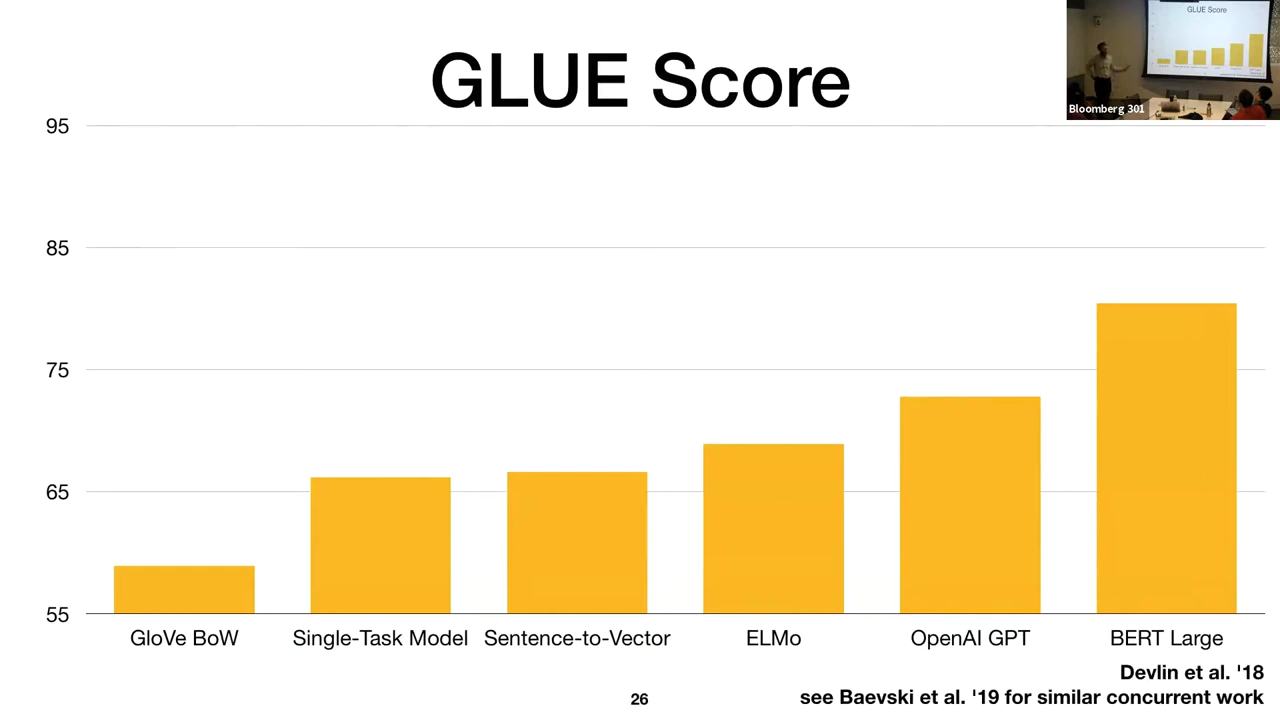 GLUE Score
GLUE Score
Bloomberg 301
95
85
75
65
55
GloVe BoW
Single-Task Model
Sentence-to-Vector
ELMo
OpenAI GPT
BERT Large
Devlin et al. '18
26
see Baevski et al. '19 for similar concurrent work